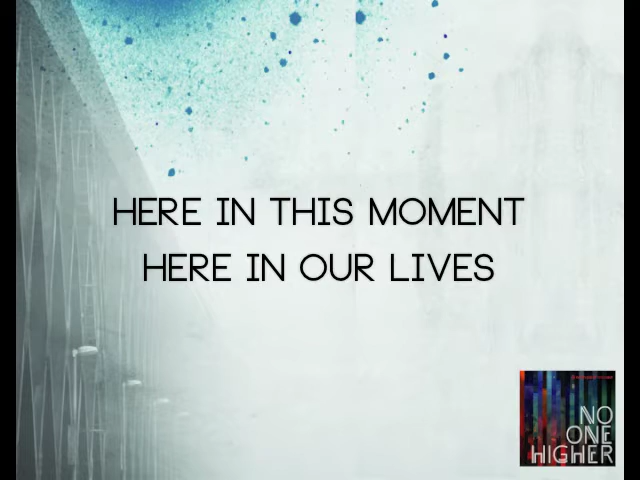 HERE IN THIS MOMENT
HERE IN OUR LIVES
NO
ONE
HIGHER